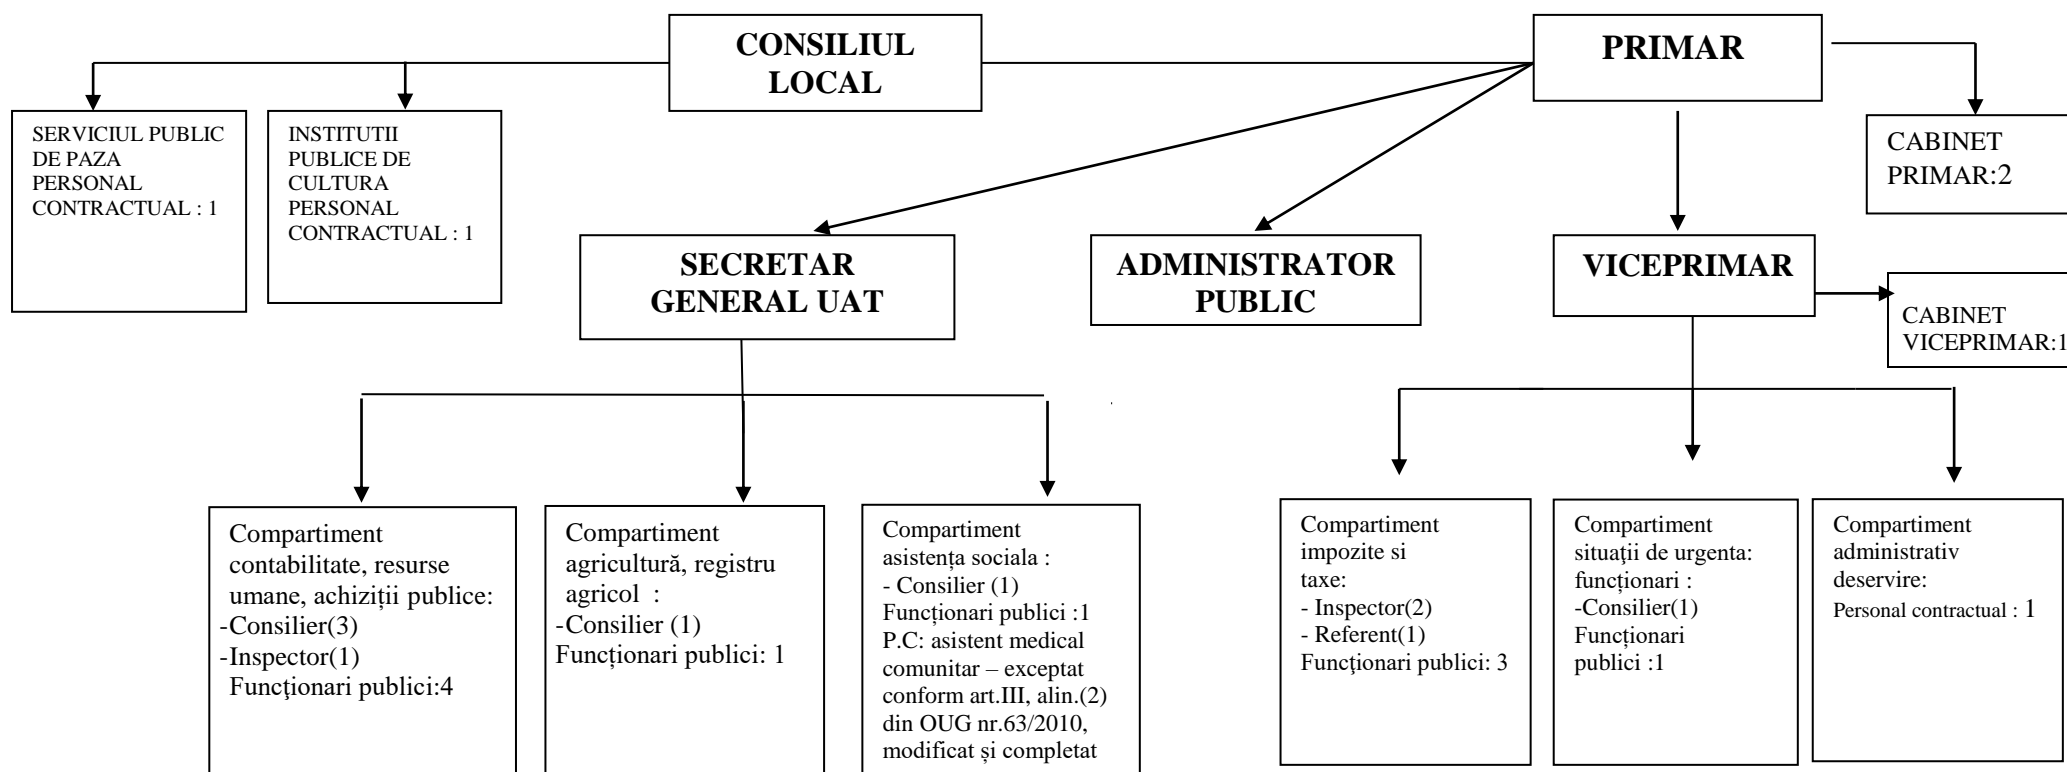 CONSILIUL
LOCAL
PRIMAR
SERVICIUL PUBLIC
DE PAZA
PERSONAL
CONTRACTUAL : 1
INSTITUTII
PUBLICE DE
CULTURA
PERSONAL
CONTRACTUAL : 1
CABINET
PRIMAR:2
SECRETAR
GENERAL UAT
ADMINISTRATOR
PUBLIC
VICEPRIMAR
CABINET
VICEPRIMAR:1
Compartiment
contabilitate, resurse
umane, achiziții publice:
-Consilier(3)
-Inspector(1)
Funcţionari publici:4
Compartiment
agricultură, registru
agricol :
-Consilier (1)
Funcționari publici: 1
Compartiment
asistența sociala :
- Consilier (1)
Funcționari publici :1
P.C: asistent medical
comunitar – exceptat
conform art.III, alin.(2)
din OUG nr.63/2010,
modificat și completat
Compartiment
impozite si
taxe:
- Inspector(2)
- Referent(1)
Funcţionari publici: 3
Compartiment
situații de urgenta:
funcționari :
-Consilier(1)
Funcționari
publici :1
Compartiment
administrativ
deservire:
Personal contractual : 1